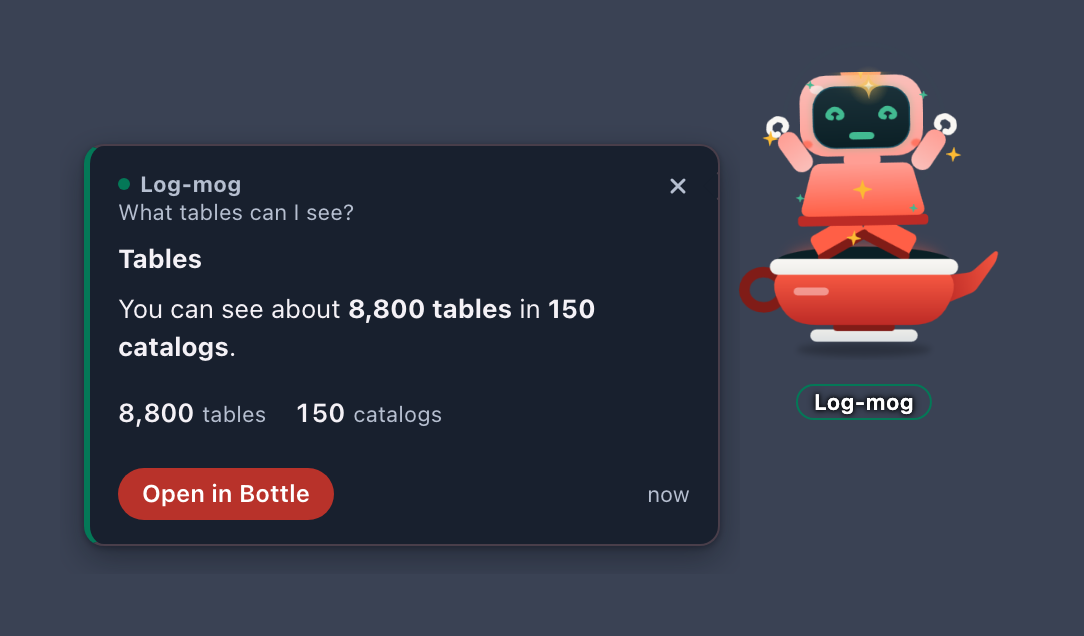 Log-mog
What tables can I see?
Tables
You can see about 8,800 tables in 150
catalogs.
8,800 tables 150 catalogs
Open in Bottle
now
Log-mog